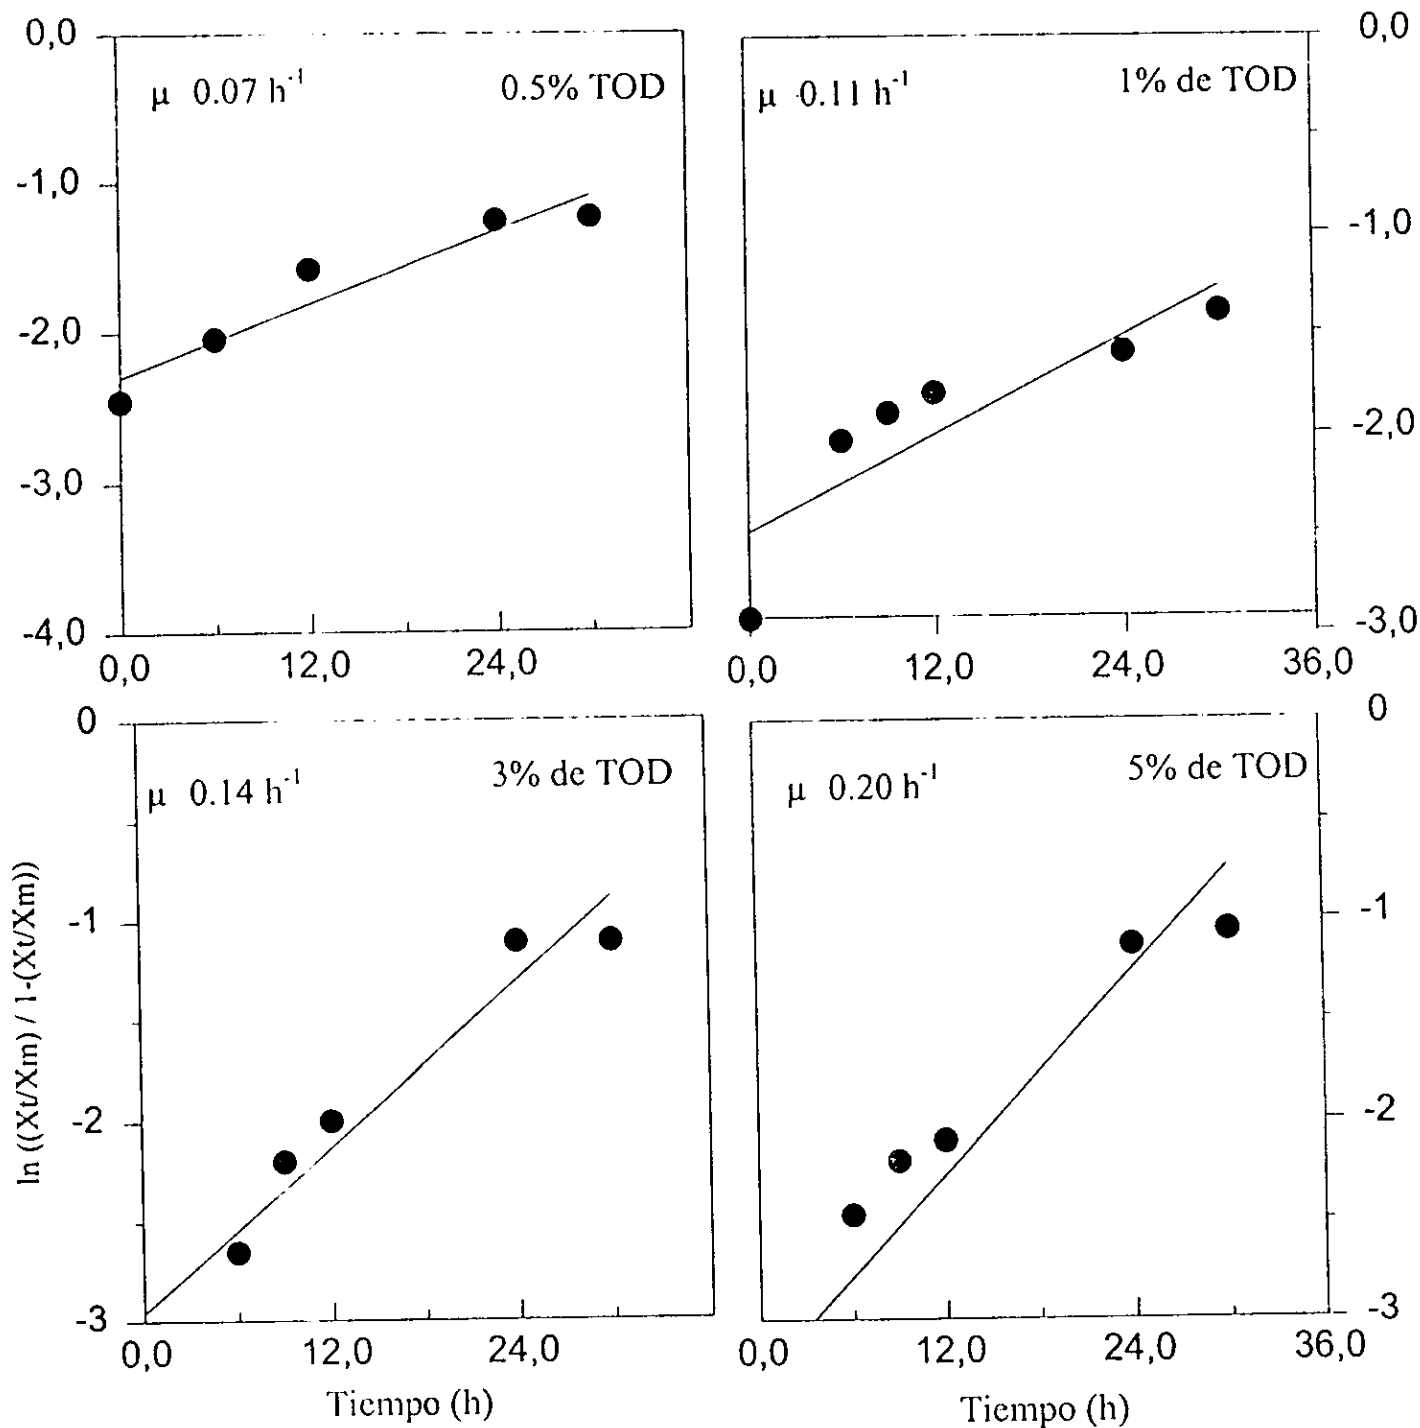 0,0
0,0
μ 0.07 h⁻¹
0.5% TOD
μ 0.11 h⁻¹
1% de TOD
-1,0
-1,0
-2,0
-2,0
-3,0
-4,0
-3,0
0,0
12,0
24,0
0,0
12,0
24,0
36,0
0
0
μ 0.14 h⁻¹
3% de TOD
μ 0.20 h⁻¹
5% de TOD
ln ((Xt/Xm) / 1-(Xt/Xm))
-1
-1
-2
-2
-3
-3
0,0
12,0
24,0
0,0
12,0
24,0
36,0
Tiempo (h)
Tiempo (h)